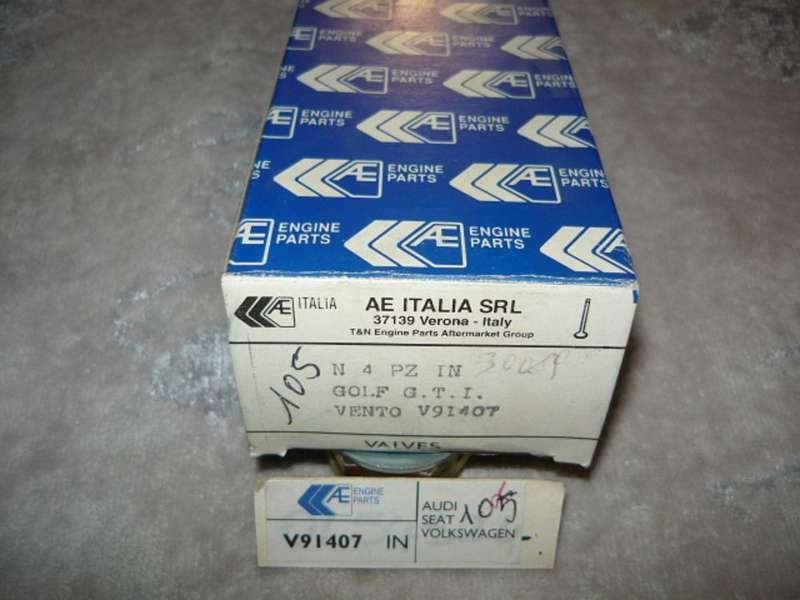 AE ENGINE PARTS
AE ENGINE PARTS
AE ENGINE PARTS
AE ENGINE PARTS
AE ENGINE PARTS
AE ENGINE PARTS
AE ENGINE PARTS
AE ENGINE PARTS
AE ENGINE PARTS
AE ITALIA
AE ITALIA SRL
37139 Verona - Italy
T&N Engine Parts Aftermarket Group
105
N 4 PZ IN
GOLF G.T.I.
VENTO V91407
VALVES
AE ENGINE PARTS
V91407 IN
AUDI
SEAT 105
VOLKSWAGEN